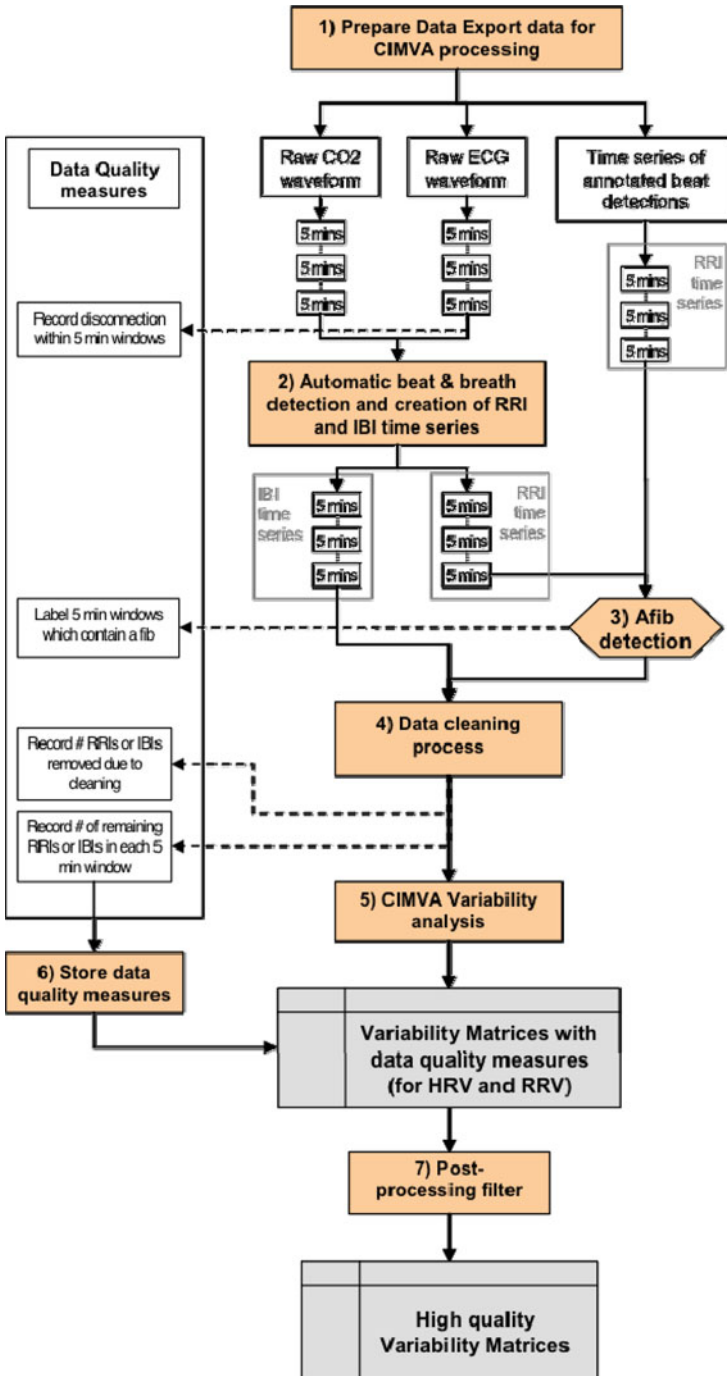 1) Prepare Data Export data for
CIMVA processing
Data Quality
measures
Raw CO2
waveform
Raw ECG
waveform
Time series of
annotated beat
detections
5 mins
5 mins
5 mins
5 mins
5 mins
5 mins
RRI
time
series
5 mins
5 mins
5 mins
Record disconnection
within 5 min windows
2) Automatic beat & breath
detection and creation of RRI
and IBI time series
IBI
time
series
5 mins
5 mins
5 mins
5 mins
5 mins
5 mins
RRI
time
series
Label 5 min windows
which contain a fib
3) Afib
detection
4) Data cleaning
process
Record # RRIs or IBIs
removed due to
cleaning
Record # of remaining
RRIs or IBIs in each 5
min window
5) CIMVA Variability
analysis
6) Store data
quality measures
Variability Matrices with
data quality measures
(for HRV and RRV)
7) Post-
processing filter
High quality
Variability Matrices